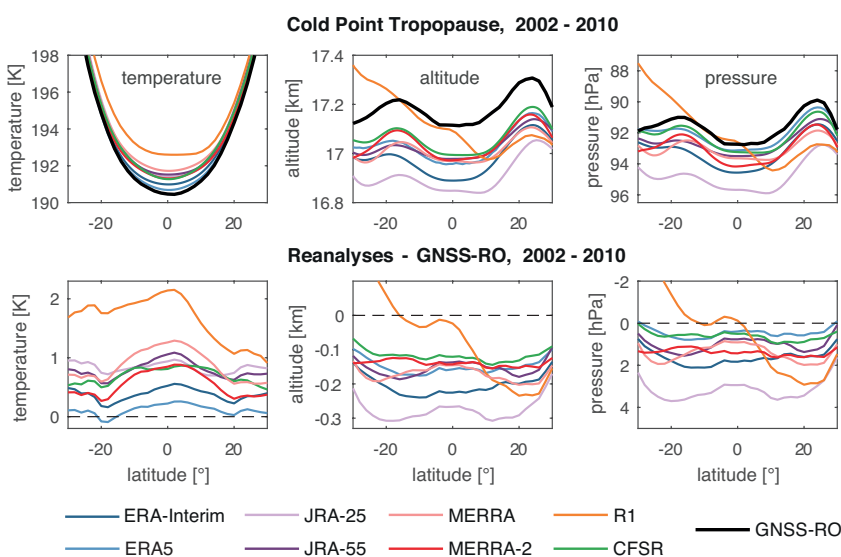 Cold Point Tropopause, 2002 - 2010
temperature [K]
198
196
194
192
190
temperature
-20
0
20
altitude [km]
17.4
17.2
17
16.8
altitude
-20
0
20
pressure [hPa]
88
90
92
94
96
pressure
-20
0
20
Reanalyses - GNSS-RO, 2002 - 2010
temperature [K]
2
1
0
-20
0
20
latitude [°]
altitude [km]
0
-0.1
-0.2
-0.3
-20
0
20
latitude [°]
pressure [hPa]
-2
0
2
4
-20
0
20
latitude [°]
ERA-Interim JRA-25 MERRA R1 GNSS-RO
ERA5 JRA-55 MERRA-2 CFSR